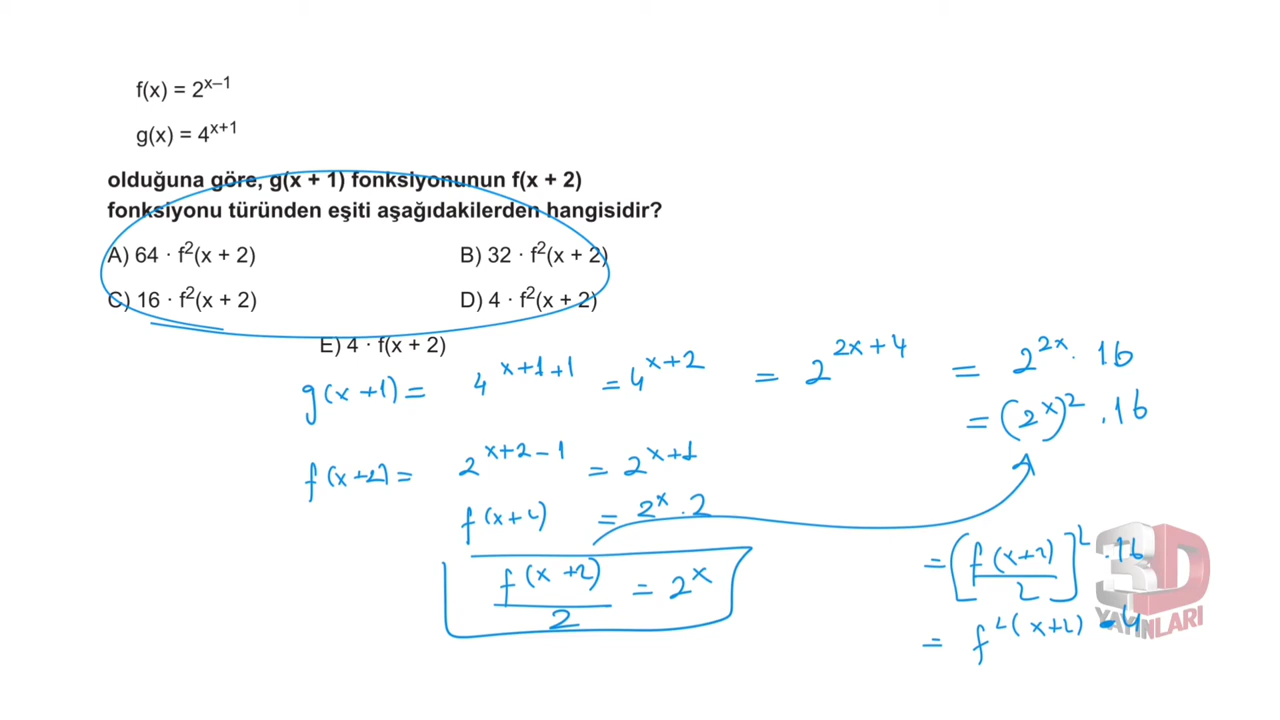 f(x) = 2^{x–1}
g(x) = 4^{x+1}
olduğuna göre, g(x + 1) fonksiyonunun f(x + 2)
fonksiyonu türünden eşiti aşağıdakilerden hangisidir?
A) 64 · f²(x + 2) B) 32 · f²(x + 2)
C) 16 · f²(x + 2) D) 4 · f²(x + 2)
E) 4 · f(x + 2)
g(x+1) = 4^{x+1+1} = 4^{x+2} = 2^{2x+4} = 2^{2x} · 16
= (2^x)² . 16
f(x+2) = 2^{x+2-1} = 2^{x+1}
f(x+2) = 2^x . 2
f(x+2)/2 = 2^x
= [f(x+2)/2]² . 16
= f²(x+2) · 4
3D
YAYINLARI